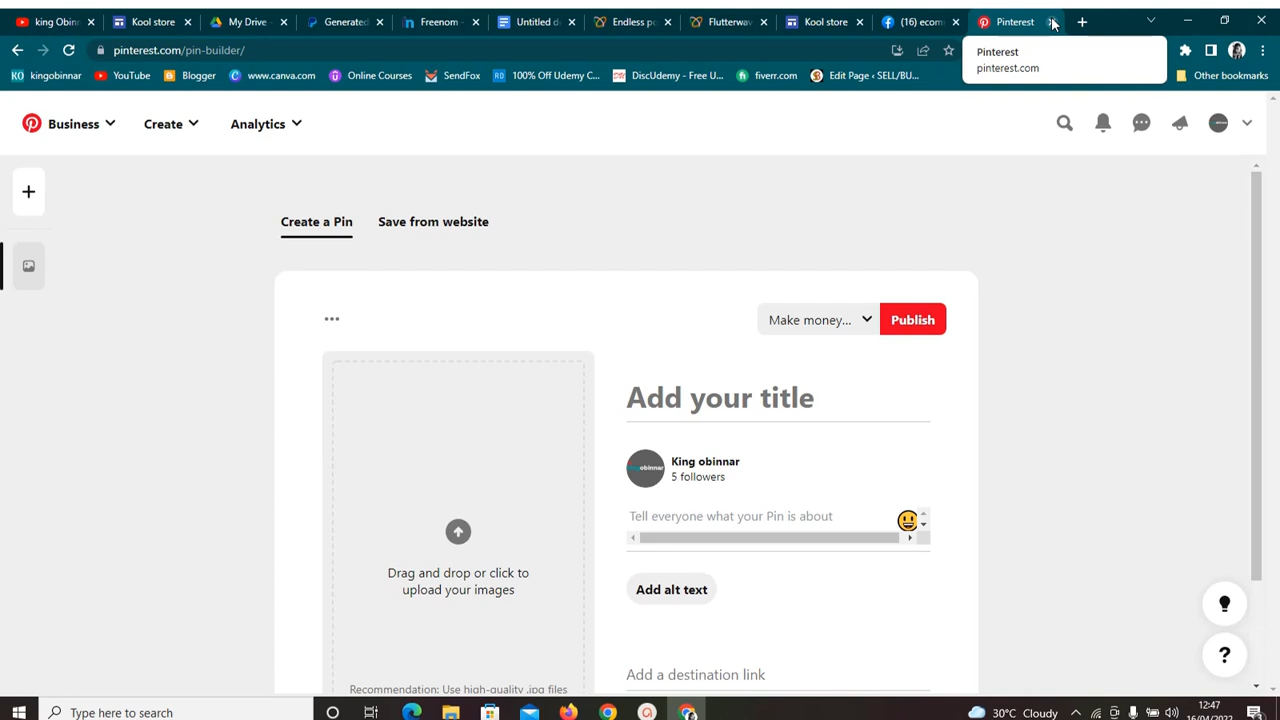 king Obinn
Kool store
My Drive -
Generated
Freenom -
Untitled d
Endless po
Flutterwav
Kool store
(16) ecom
Pinterest
pinterest.com/pin-builder/
Pinterest
pinterest.com
kingobinnar
YouTube
Blogger
www.canva.com
Online Courses
SendFox
100% Off Udemy C...
DiscUdemy - Free U...
fiverr.com
Edit Page ‹ SELL/BU...
Other bookmarks
Business
Create
Analytics
Create a Pin
Save from website
Make money...
Publish
Add your title
King obinnar
5 followers
Tell everyone what your Pin is about
Drag and drop or click to
upload your images
Add alt text
Add a destination link
Recommendation: Use high-quality .jpg files
?
Type here to search
30°C Cloudy
12:47